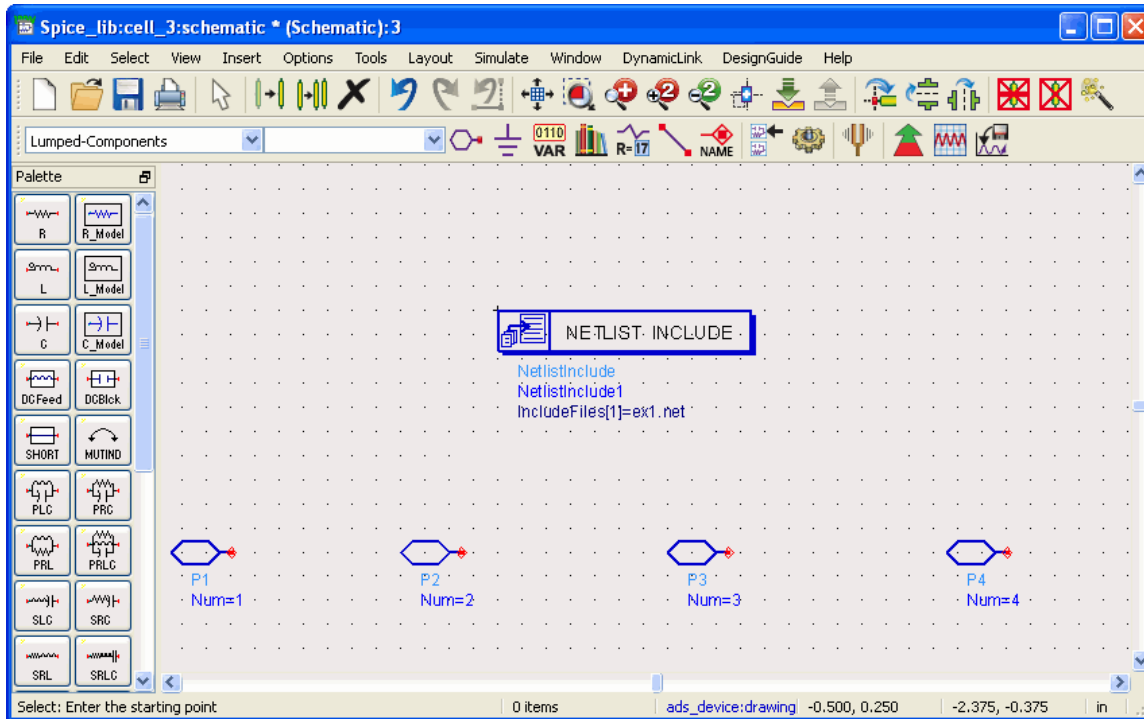 Spice_lib:cell_3:schematic * (Schematic):3
File Edit Select View Insert Options Tools Layout Simulate Window DynamicLink DesignGuide Help
+2 -2
Lumped-Components 0110 VAR R=17 NAME
Palette
R R_Model
L L_Model
C C_Model
DCFeed DCBlck
SHORT MUTIND
PLC PRC
PRL PRLC
SLC SRC
SRL SRLC
NETLIST INCLUDE
NetlistInclude
NetlistInclude1
IncludeFiles[1]=ex1.net
P1 P2 P3 P4
Num=1 Num=2 Num=3 Num=4
Select: Enter the starting point 0 items ads_device:drawing -0.500, 0.250 -2.375, -0.375 in